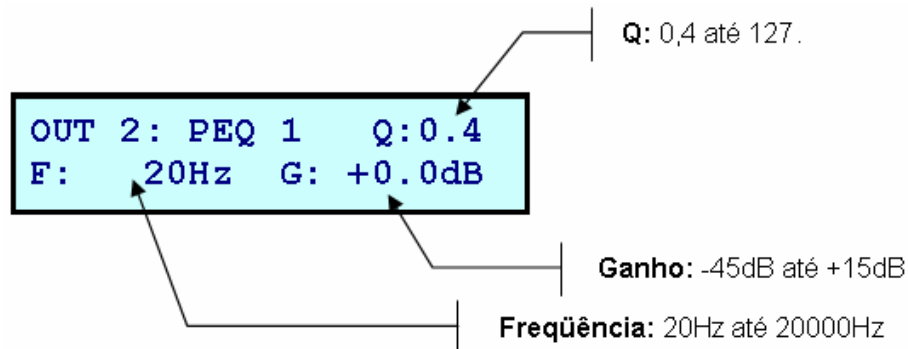 Q: 0,4 até 127.
OUT 2: PEQ 1 Q:0.4
F: 20Hz G: +0.0dB
Ganho: -45dB até +15dB
Freqüência: 20Hz até 20000Hz